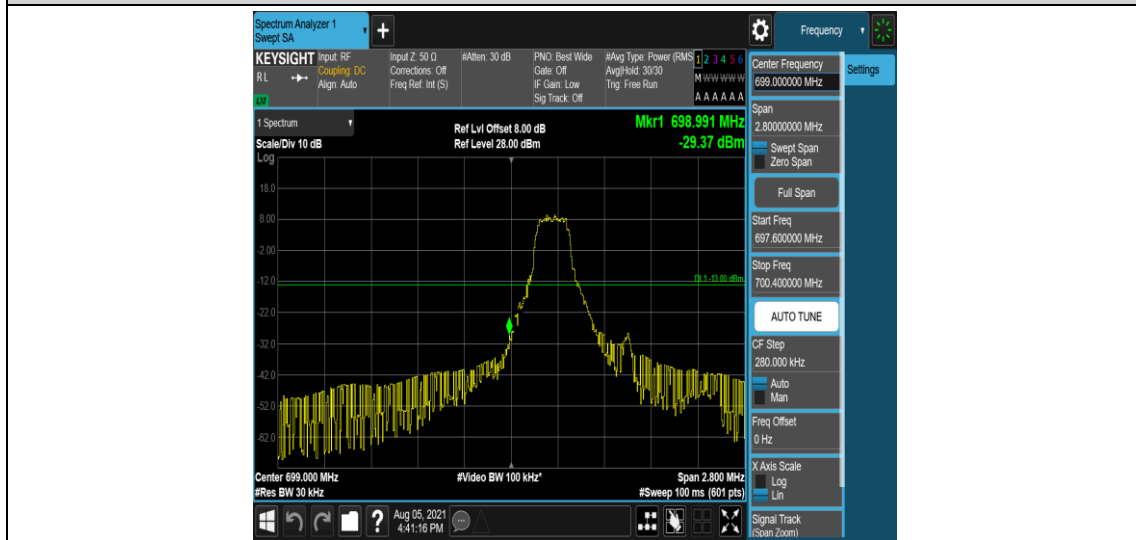 Spectrum Analyzer 1
Swept SA
+
Frequency
KEYSIGHT
RL
Input: RF
Coupling: DC
Align: Auto
Input Z: 50 Ω
Corrections: Off
Freq Ref: Int (S)
#Atten: 30 dB
PNO: Best Wide
Gate: Off
IF Gain: Low
Sig Track: Off
#Avg Type: Power (RMS
Avg|Hold: 30/30
Trig: Free Run
1 2 3 4 5 6
M W W W W W
A A A A A A
1 Spectrum
Scale/Div 10 dB
Ref Lvl Offset 8.00 dB
Ref Level 28.00 dBm
Mkr1 698.991 MHz
-29.37 dBm
Log
18.0
8.00
-2.00
-12.0
-22.0
-32.0
-42.0
-52.0
-62.0
DL1 -13.00 dBm
1
Center 699.000 MHz
#Res BW 30 kHz
#Video BW 100 kHz*
Span 2.800 MHz
#Sweep 100 ms (601 pts)
Aug 05, 2021
4:41:16 PM
?
Center Frequency
699.000000 MHz
Settings
Span
2.80000000 MHz
Swept Span
Zero Span
Full Span
Start Freq
697.600000 MHz
Stop Freq
700.400000 MHz
AUTO TUNE
CF Step
280.000 kHz
Auto
Man
Freq Offset
0 Hz
X Axis Scale
Log
Lin
Signal Track
(Span Zoom)